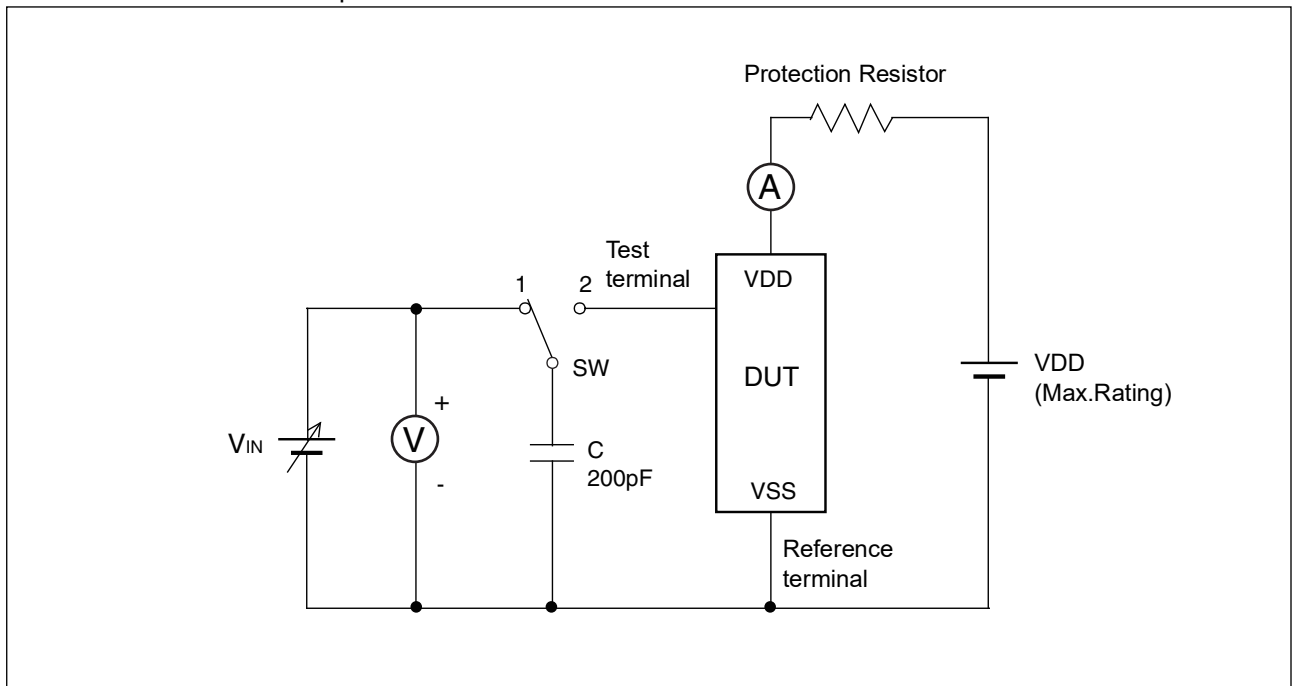 Protection Resistor
A
Test
terminal
1
2
VDD
SW
DUT
VDD
(Max.Rating)
VIN
+
V
-
C
200pF
VSS
Reference
terminal